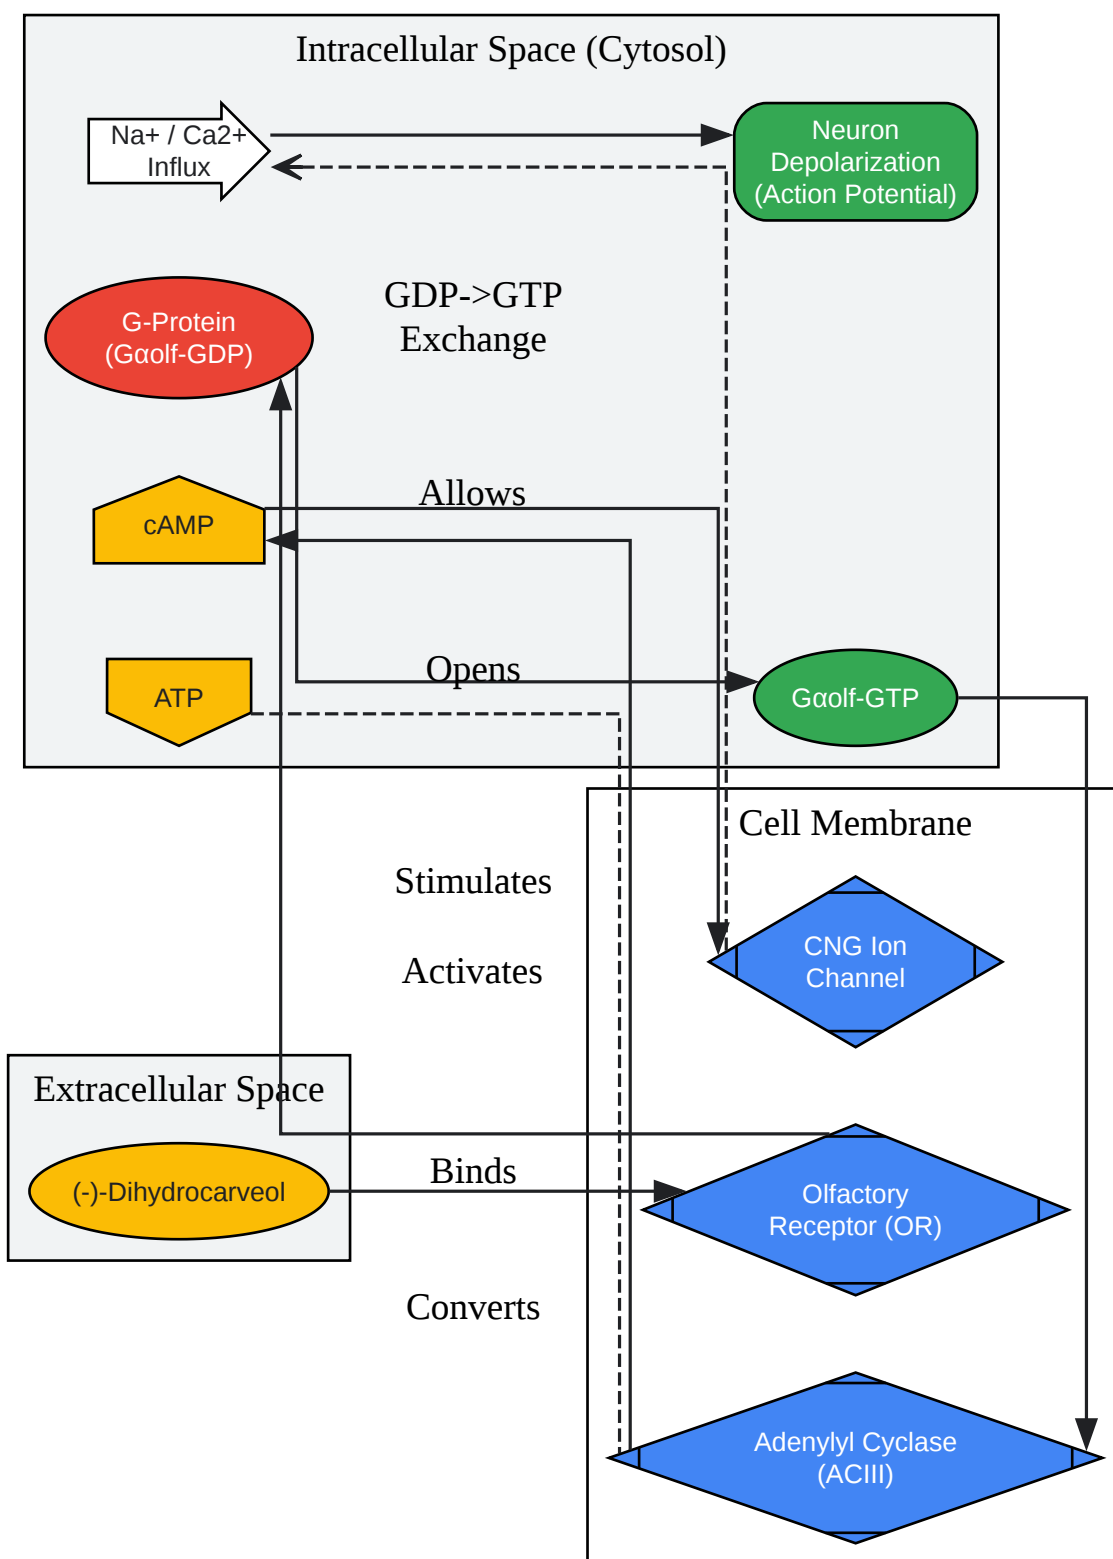 Intracellular Space (Cytosol)
Na+ / Ca2+
Influx
Neuron
Depolarization
(Action Potential)
G-Protein
(Gαolf-GDP)
GDP->GTP
Exchange
Allows
cAMP
Opens
ATP
Gαolf-GTP
Cell Membrane
Stimulates
CNG Ion
Channel
Activates
Extracellular Space
Binds
(-)-Dihydrocarveol
Olfactory
Receptor (OR)
Converts
Adenylyl Cyclase
(ACIII)